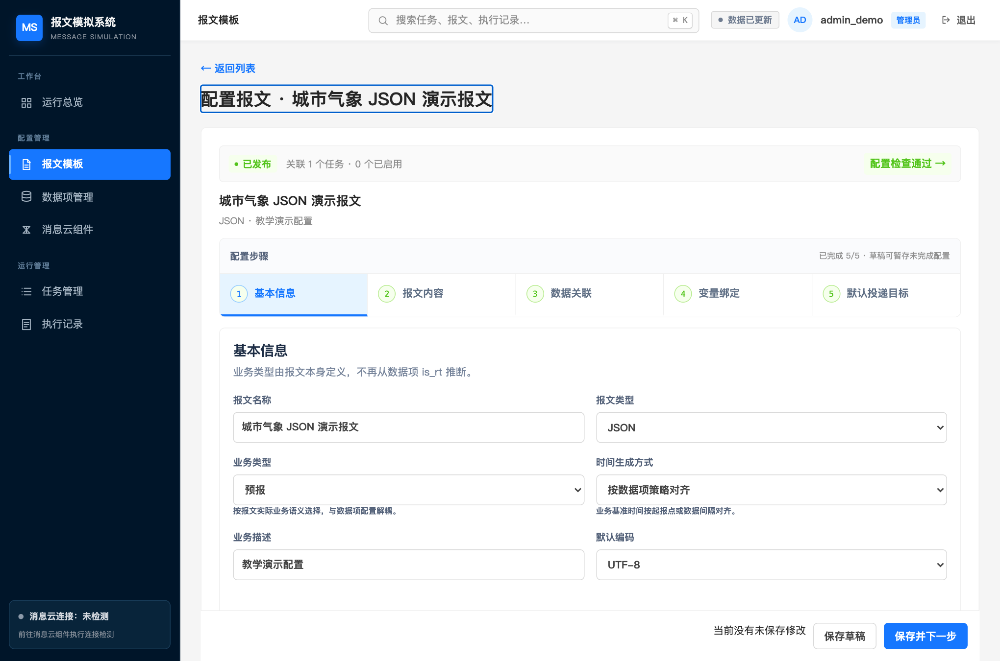 MS
报文模拟系统
MESSAGE SIMULATION
工作台
运行总览
配置管理
报文模板
数据项管理
消息云组件
运行管理
任务管理
执行记录
消息云连接：未检测
前往消息云组件执行连接检测
报文模板
搜索任务、报文、执行记录...
⌘ K
数据已更新
AD
admin_demo
管理员
退出
← 返回列表
配置报文 · 城市气象 JSON 演示报文
已发布
关联 1 个任务 · 0 个已启用
配置检查通过 →
城市气象 JSON 演示报文
JSON · 教学演示配置
配置步骤
已完成 5/5 · 草稿可暂存未完成配置
1 基本信息
2 报文内容
3 数据关联
4 变量绑定
5 默认投递目标
基本信息
业务类型由报文本身定义，不再从数据项 is_rt 推断。
报文名称
报文类型
城市气象 JSON 演示报文
JSON
业务类型
时间生成方式
预报
按数据项策略对齐
按报文实际业务语义选择，与数据项配置解耦。
业务基准时间按起报点或数据间隔对齐。
业务描述
默认编码
教学演示配置
UTF-8
当前没有未保存修改
保存草稿
保存并下一步